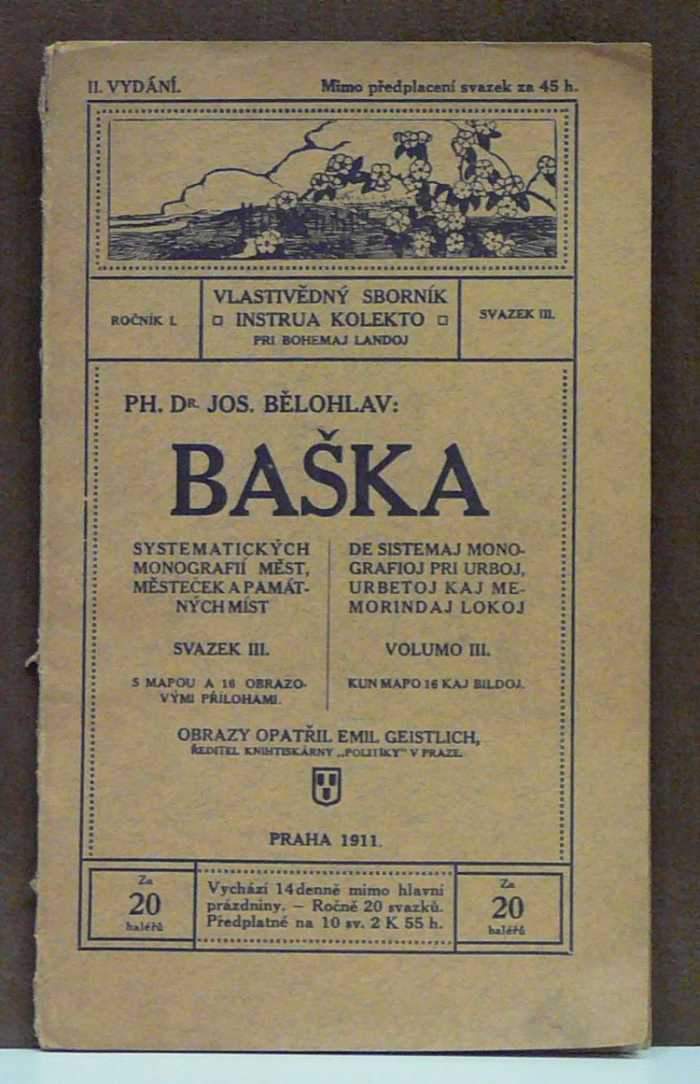 II. VYDÁNÍ.
Mimo předplacení svazek za 45 h.
ROČNÍK I.
VLASTIVĚDNÝ SBORNÍK
INSTRUA KOLEKTO
PRI BOHEMAJ LANDOJ
SVAZEK III.
PH. DR. JOS. BĚLOHLAV:
BAŠKA
SYSTEMATICKÝCH
MONOGRAFIÍ MĚST,
MĚSTEČEK A PAMÁT-
NÝCH MÍST
SVAZEK III.
S MAPOU A 16 OBRAZO-
VÝMI PŘÍLOHAMI.
DE SISTEMAJ MONO-
GRAFIOJ PRI URBOJ,
URBETOJ KAJ ME-
MORINDAJ LOKOJ
VOLUMO III.
KUN MAPO 16 KAJ BILDOJ.
OBRAZY OPATŘIL EMIL GEISTLICH,
ŘEDITEL KNIHTISKÁRNY „POLITIKY" V PRAZE.
PRAHA 1911.
Za
20
haléřů
Vychází 14denně mimo hlavní
prázdniny. — Ročně 20 svazků.
Předplatné na 10 sv. 2 K 55 h.
Za
20
haléřů